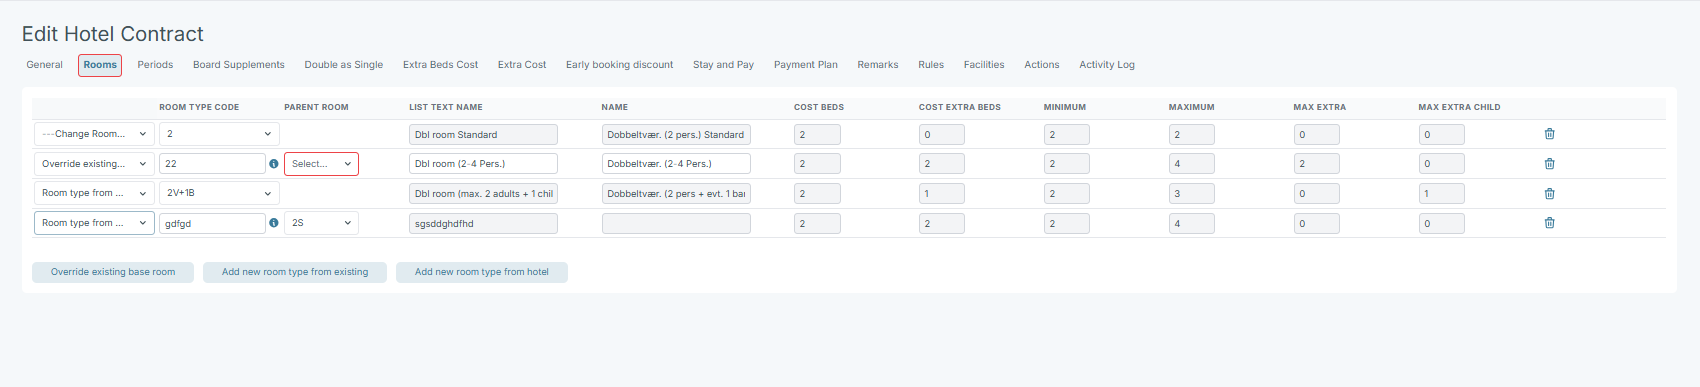 Edit Hotel Contract
General Rooms Periods Board Supplements Double as Single Extra Beds Cost Extra Cost Early booking discount Stay and Pay Payment Plan Remarks Rules Facilities Actions Activity Log
ROOM TYPE CODE PARENT ROOM LIST TEXT NAME NAME COST BEDS COST EXTRA BEDS MINIMUM MAXIMUM MAX EXTRA MAX EXTRA CHILD
---Change Room... 2 Dbl room Standard Dobbeltvær. (2 pers.) Standard 2 0 2 2 0 0
Override existing... 22 Select... Dbl room (2-4 Pers.) Dobbeltvær. (2-4 Pers.) 2 2 2 4 2 0
Room type from ... 2V+1B Dbl room (max. 2 adults + 1 chil Dobbeltvær. (2 pers + evt. 1 bar 2 1 2 3 0 1
Room type from ... gdfgd 2S sgsddghdfhd 2 2 2 4 0 0
Override existing base room Add new room type from existing Add new room type from hotel